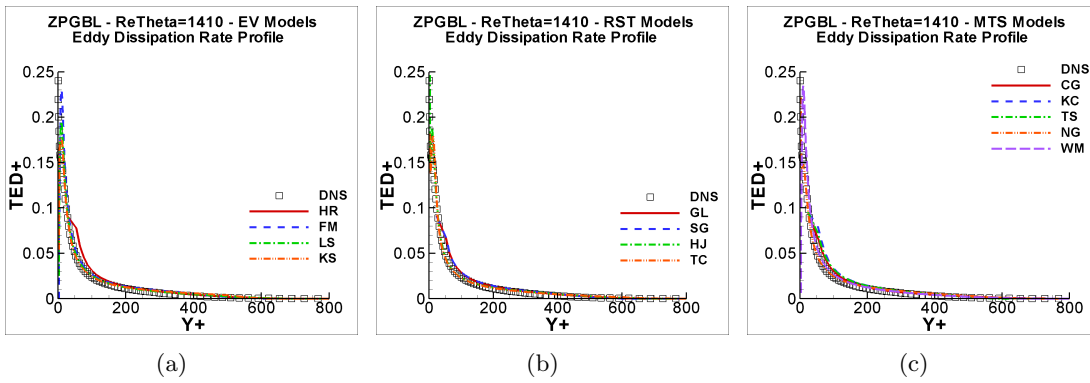 ZPGBL - ReTheta=1410 - EV Models
Eddy Dissipation Rate Profile
TED+
0.25
0.2
0.15
0.1
0.05
0
0 200 400 600 800
Y+
DNS
HR
FM
LS
KS
(a)
ZPGBL - ReTheta=1410 - RST Models
Eddy Dissipation Rate Profile
TED+
0.25
0.2
0.15
0.1
0.05
0
0 200 400 600 800
Y+
DNS
GL
SG
HJ
TC
(b)
ZPGBL - ReTheta=1410 - MTS Models
Eddy Dissipation Rate Profile
TED+
0.25
0.2
0.15
0.1
0.05
0
0 200 400 600 800
Y+
DNS
CG
KC
TS
NG
WM
(c)